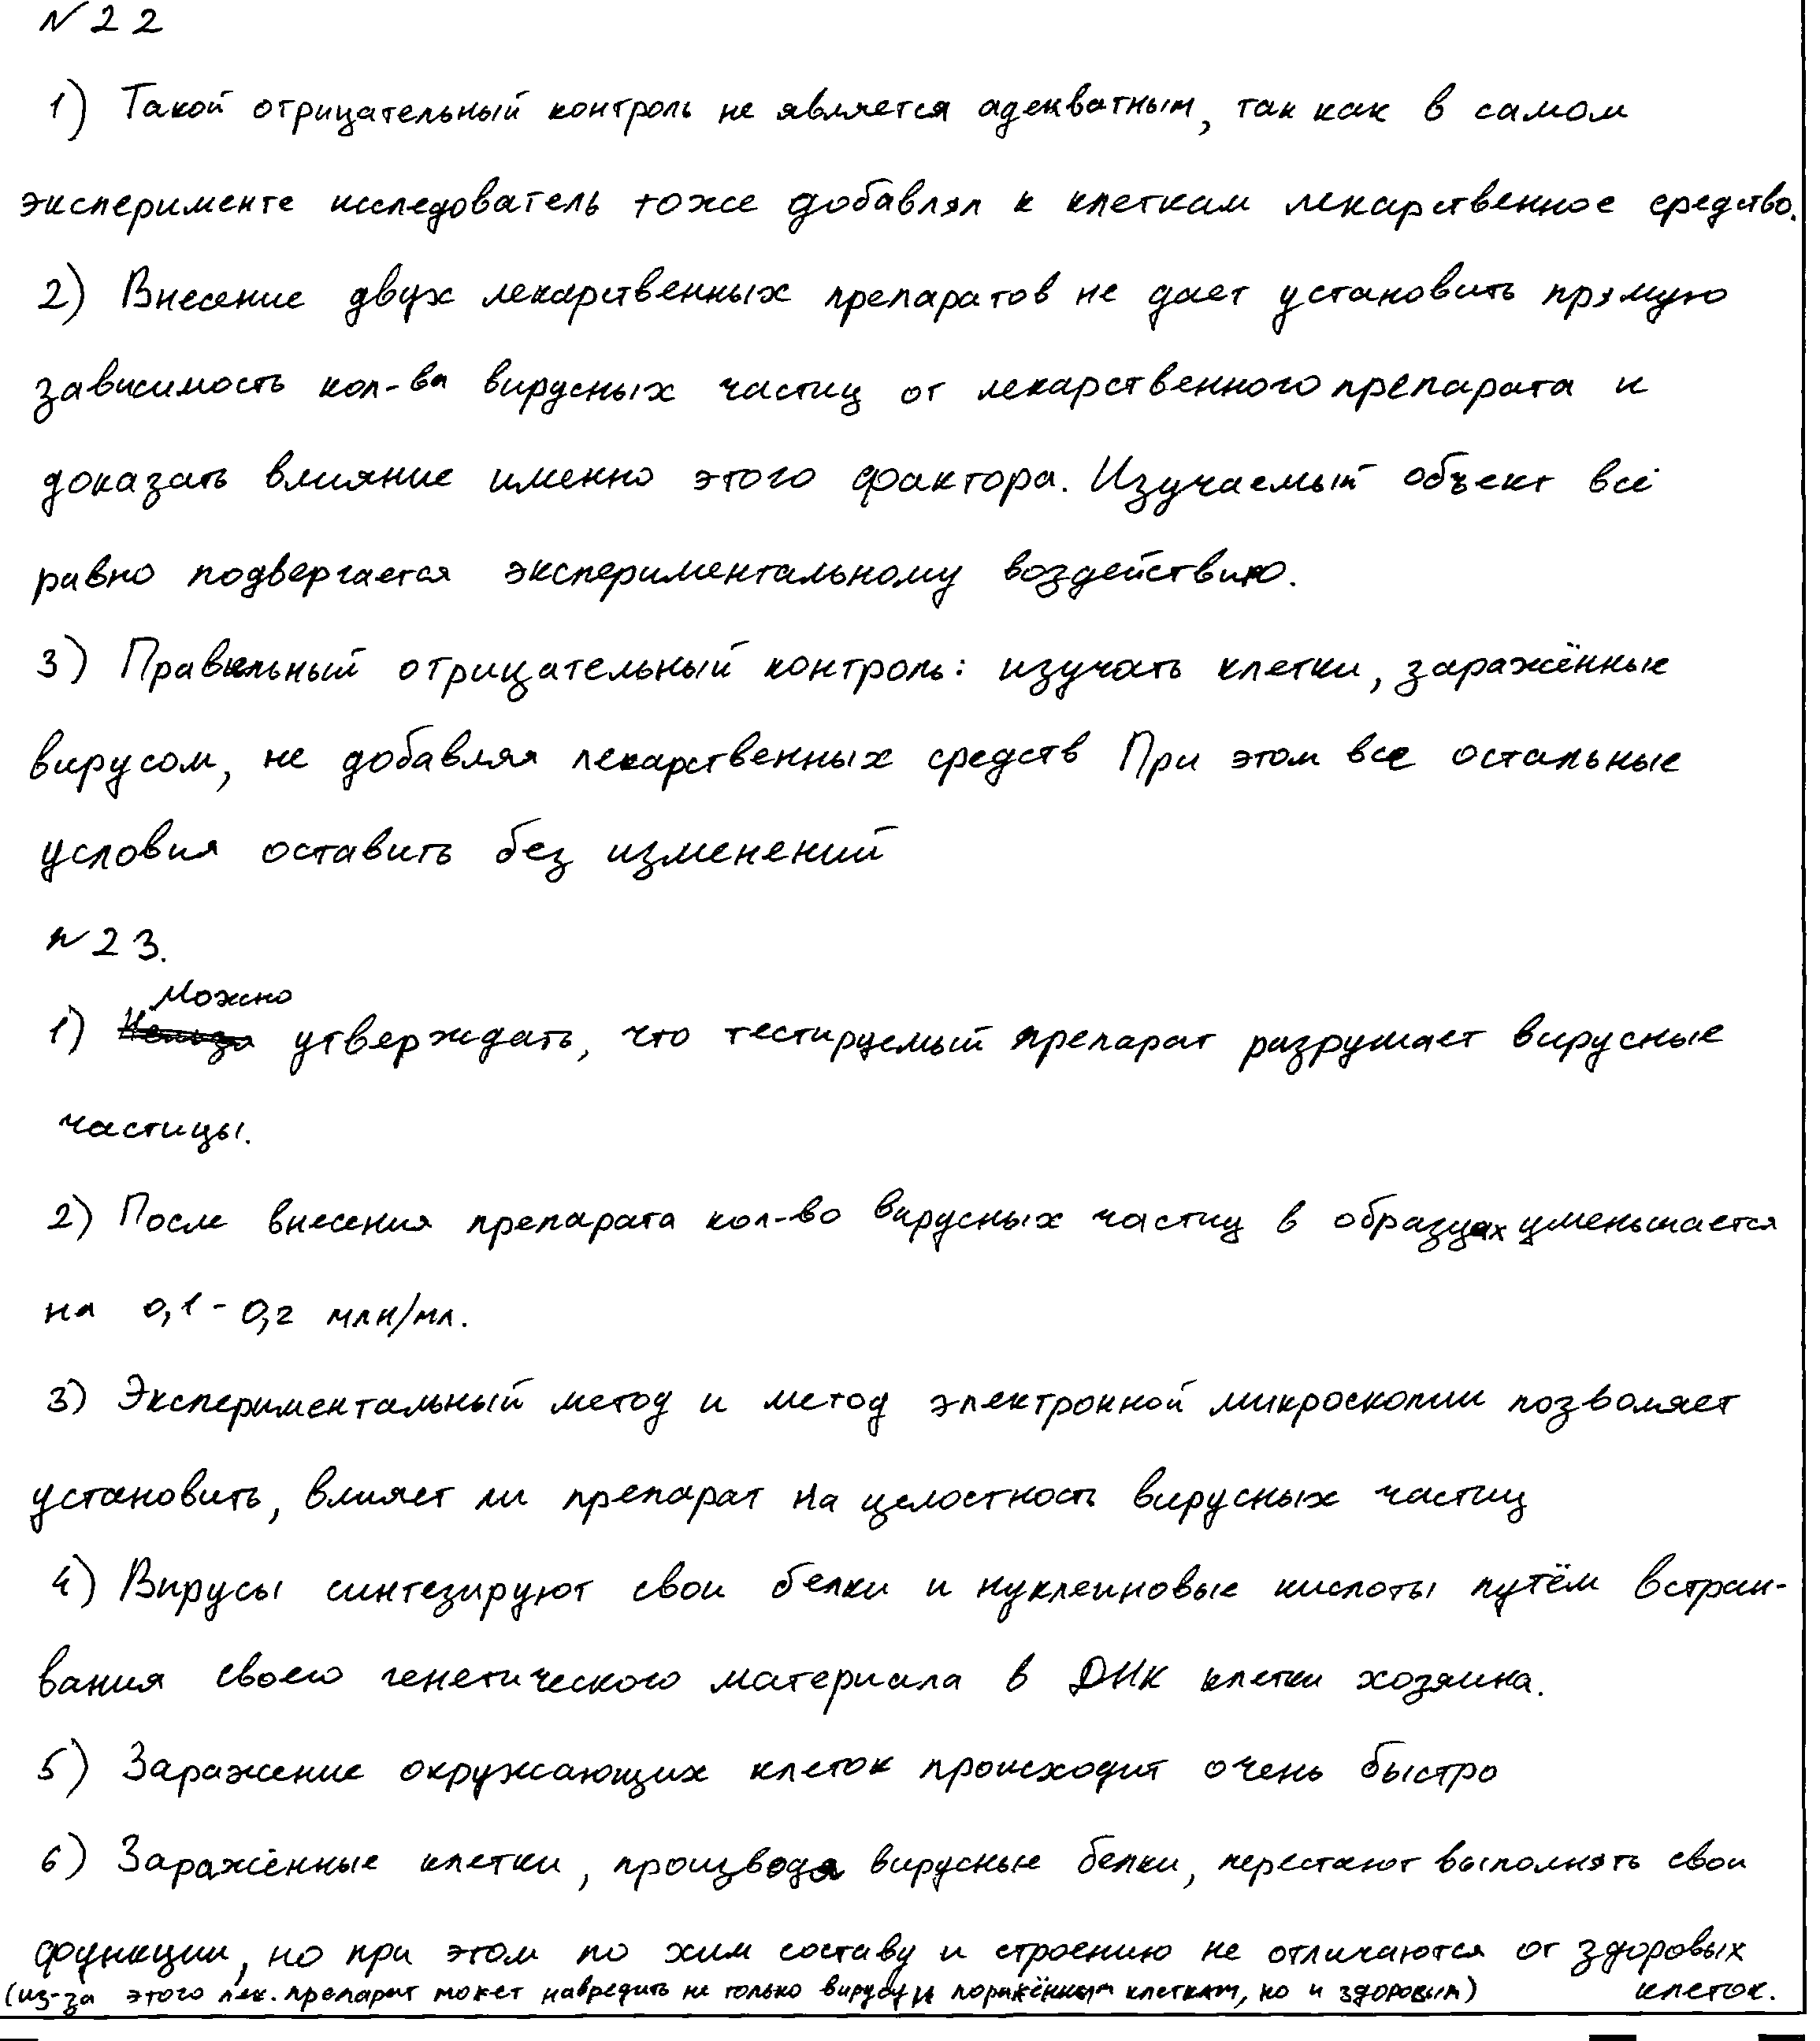 N 22
1) Такой отрицательный контроль не является адекватным, так как в самом
эксперименте исследователь тоже добавлял к клеткам лекарственное средство.
2) Внесение двух лекарственных препаратов не дает установить прямую
зависимость кол-ва вирусных частиц от лекарственного препарата и
доказать влияние именно этого фактора. Изучаемый объект всё
равно подвергается экспериментальному воздействию.
3) Правильный отрицательный контроль: изучать клетки, заражённые
вирусом, не добавляя лекарственных средств При этом все остальные
условия оставить без изменений
N 23.
Можно
1) Нельзя утверждать, что тестируемый препарат разрушает вирусные
частицы.
2) После внесения препарата кол-во вирусных частиц в образцах уменьшается
на 0,1 - 0,2 млн/мл.
3) Экспериментальный метод и метод электронной микроскопии позволяет
установить, влияет ли препарат на целостность вирусных частиц
4) Вирусы синтезируют свои белки и нуклеиновые кислоты путём встраи-
вания своего генетического материала в ДНК клетки хозяина.
5) Заражение окружающих клеток происходит очень быстро
6) Заражённые клетки, производя вирусные белки, перестают выполнять свои
функции, но при этом по хим составу и строению не отличаются от здоровых
(из-за этого лек. препарат может навредить не только вирусу и поражённым клеткам, но и здоровым) клеток.